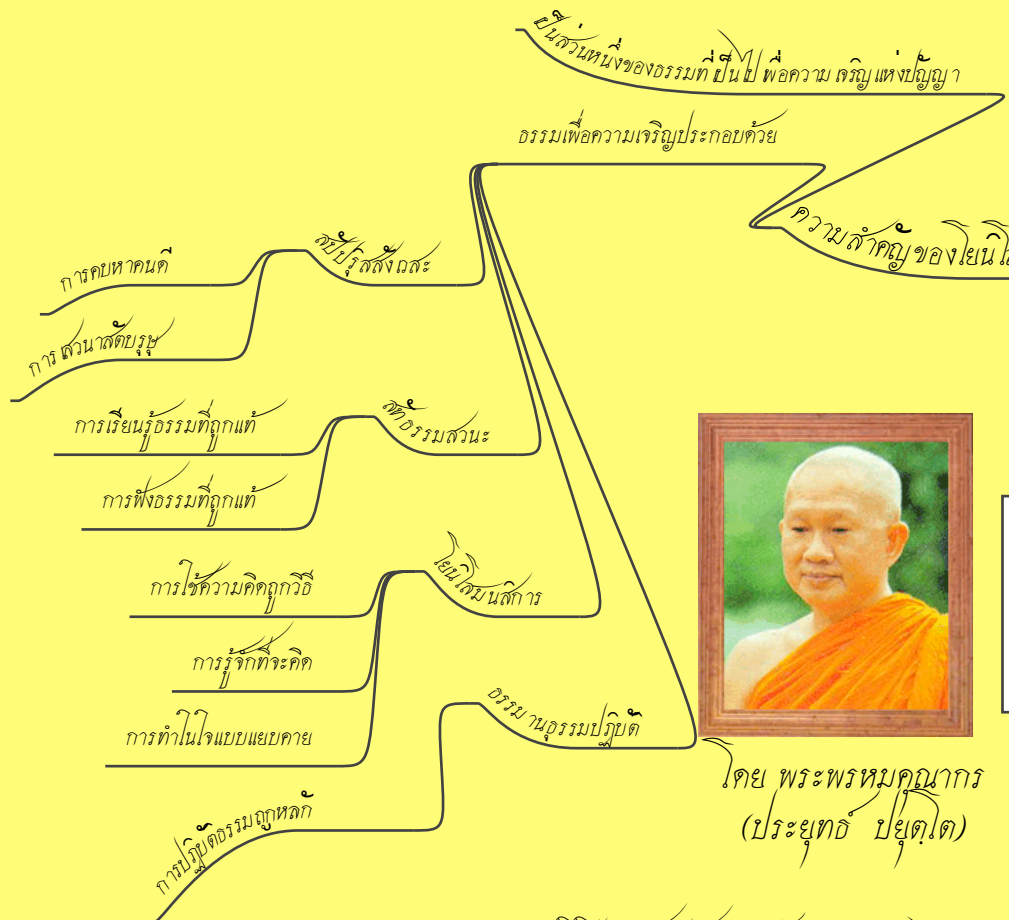 เป็นส่วนหนึ่งของธรรมที่เป็นไปเพื่อความเจริญแห่งปัญญา
ธรรมเพื่อความเจริญประกอบด้วย
ความสำคัญของโยนิโ
สัปปุริสสังเสวะ
การคบหาคนดี
การเสวนาสัตบุรุษ
สัทธรรมสวนะ
การเรียนรู้ธรรมที่ถูกแท้
การฟังธรรมที่ถูกแท้
โยนิโสมนสิการ
การใช้ความคิดถูกวิธี
การรู้จักที่จะคิด
การทำในใจแบบแยบคาย
ธรรมานุธรรมปฏิบัติ
การปฏิบัติธรรมถูกหลัก
โดย พระพรหมคุณากร
(ประยุทธ์ ปยุตฺโต)